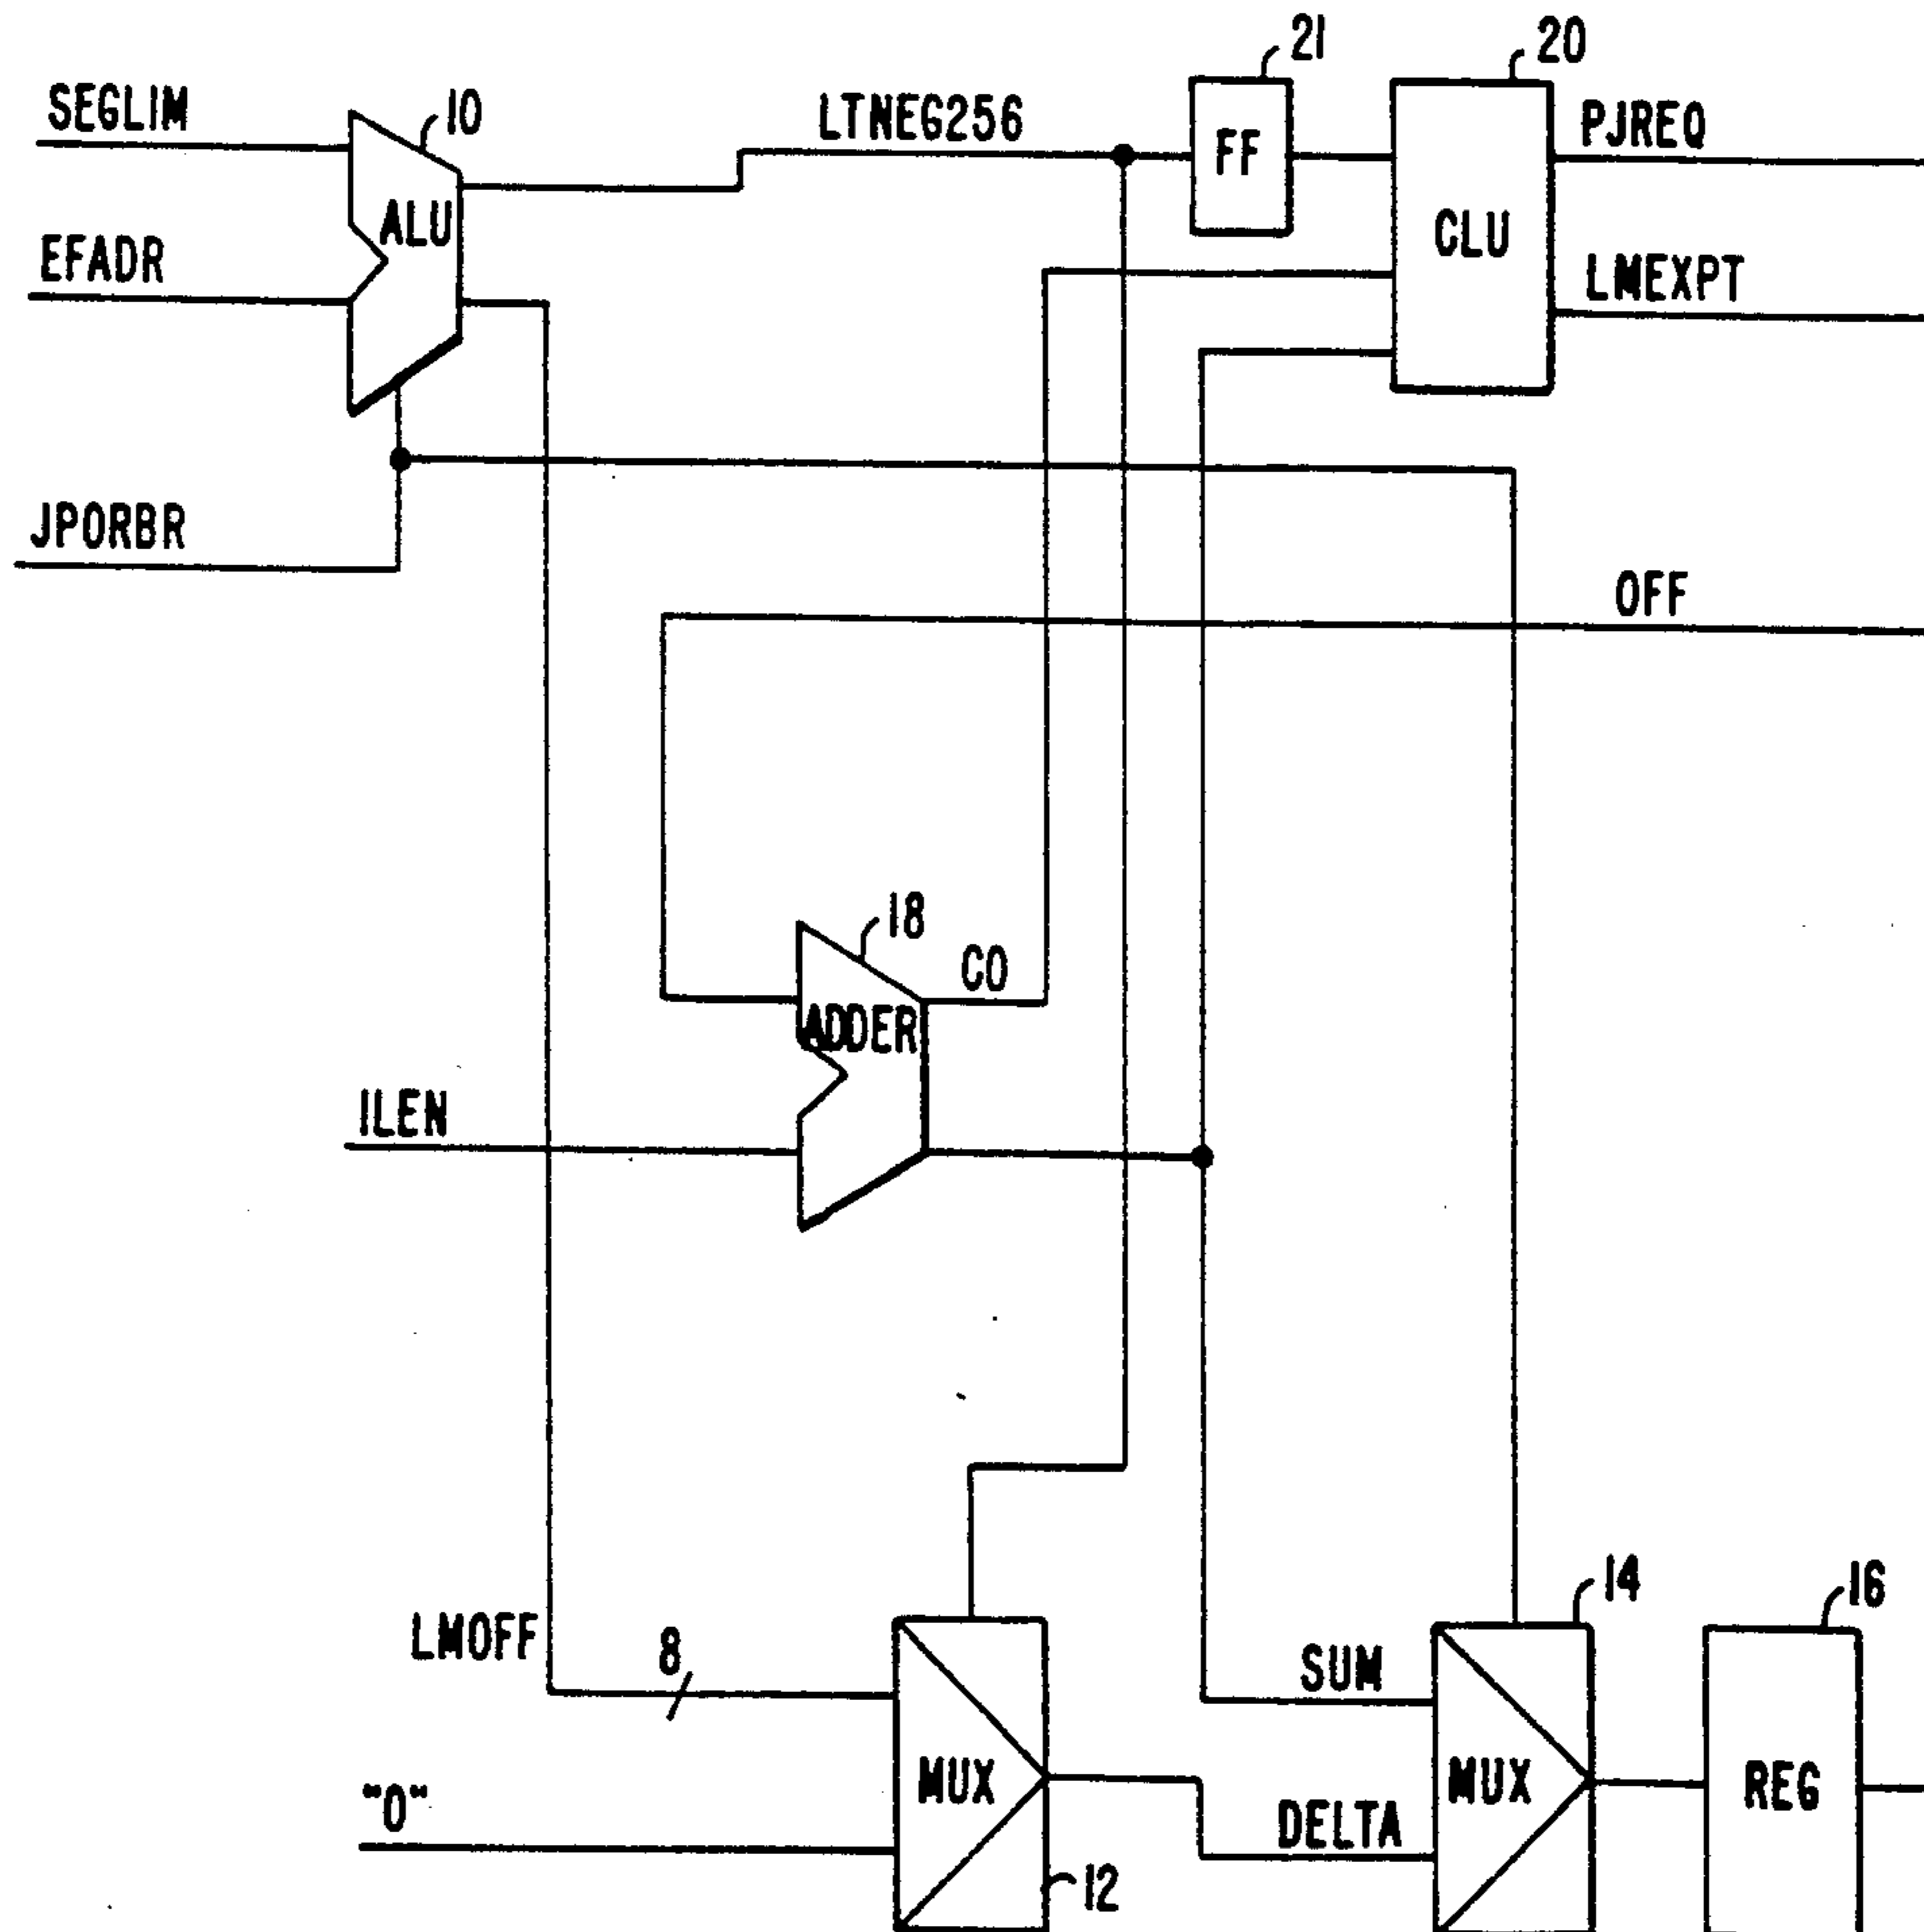 21
20
SEGLIM
10
LTNEG256
FF
PJREQ
ALU
CLU
EFADR
LMEXPT
JPORBR
OFF
18
CO
ADDER
ILEN
14
16
LMOFF
8
SUM
MUX
MUX
REG
"0"
DELTA
12